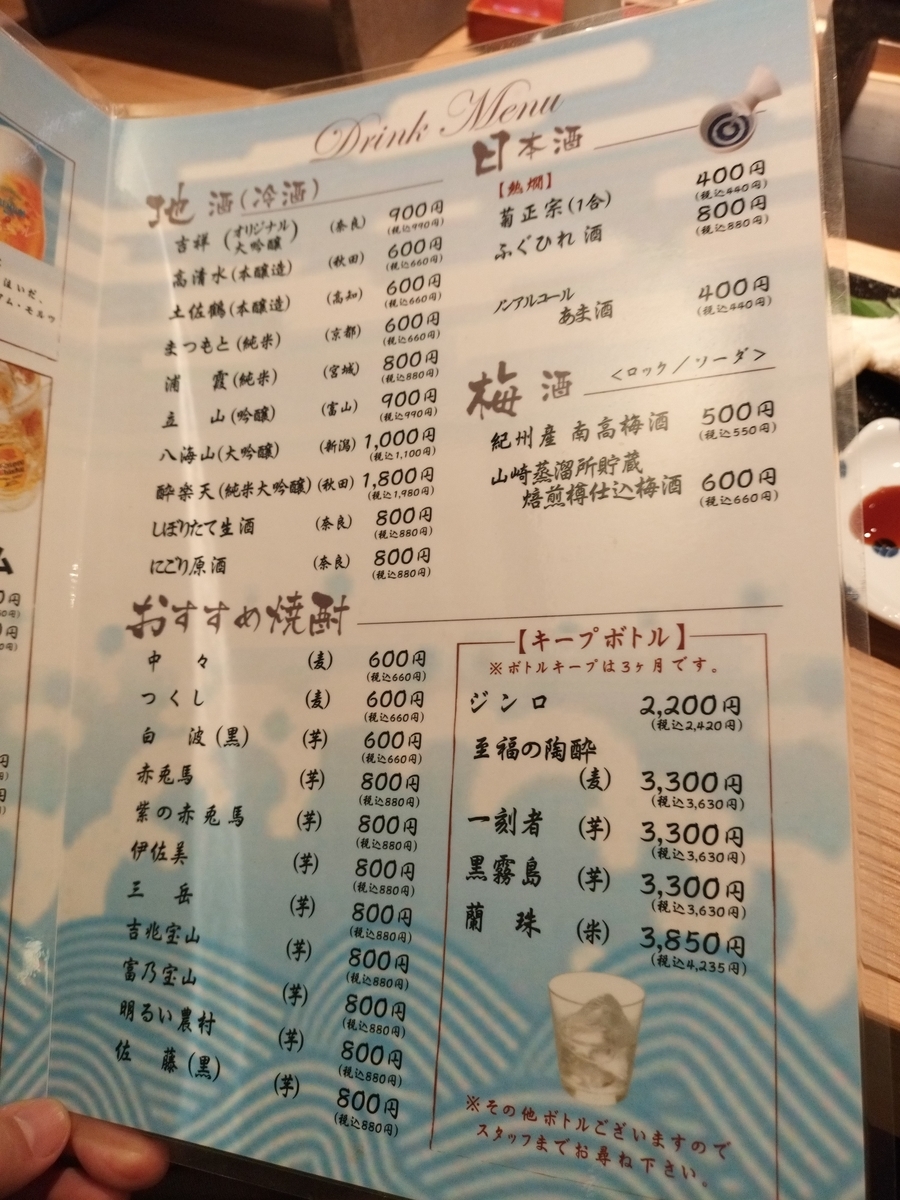 Drink Menu
地酒(冷酒)
吉祥(オリジナル大吟醸) (奈良) 900円
(税込990円)
高清水(本醸造) (秋田) 600円
(税込660円)
土佐鶴(本醸造) (高知) 600円
(税込660円)
まつもと(純米) (京都) 600円
(税込660円)
浦霞(純米) (宮城) 800円
(税込880円)
立山(吟醸) (富山) 900円
(税込990円)
八海山(大吟醸) (新潟) 1,000円
(税込1,100円)
酔楽天(純米大吟醸) (秋田) 1,800円
(税込1,980円)
しぼりたて生酒 (奈良) 800円
(税込880円)
にごり原酒 (奈良) 800円
(税込880円)
日本酒
【熱燗】
菊正宗(1合) 400円
(税込440円)
ふぐひれ酒 800円
(税込880円)
ノンアルコール
あま酒 400円
(税込440円)
梅酒 <ロック/ソーダ>
紀州産 南高梅酒 500円
(税込550円)
山崎蒸溜所貯蔵
焙煎樽仕込梅酒 600円
(税込660円)
おすすめ焼酎
中々 (麦) 600円
(税込660円)
つくし (麦) 600円
(税込660円)
白波(黒) (芋) 600円
(税込660円)
赤兎馬 (芋) 800円
(税込880円)
紫の赤兎馬 (芋) 800円
(税込880円)
伊佐美 (芋) 800円
(税込880円)
三岳 (芋) 800円
(税込880円)
吉兆宝山 (芋) 800円
(税込880円)
富乃宝山 (芋) 800円
(税込880円)
明るい農村 (芋) 800円
(税込880円)
佐藤(黒) (芋) 800円
(税込880円)
【キープボトル】
※ボトルキープは3ヶ月です。
ジンロ 2,200円
(税込2,420円)
至福の陶酔
(麦) 3,300円
(税込3,630円)
一刻者 (芋) 3,300円
(税込3,630円)
黒霧島 (芋) 3,300円
(税込3,630円)
蘭珠 (米) 3,850円
(税込4,235円)
※その他ボトルございますので
スタッフまでお尋ね下さい。